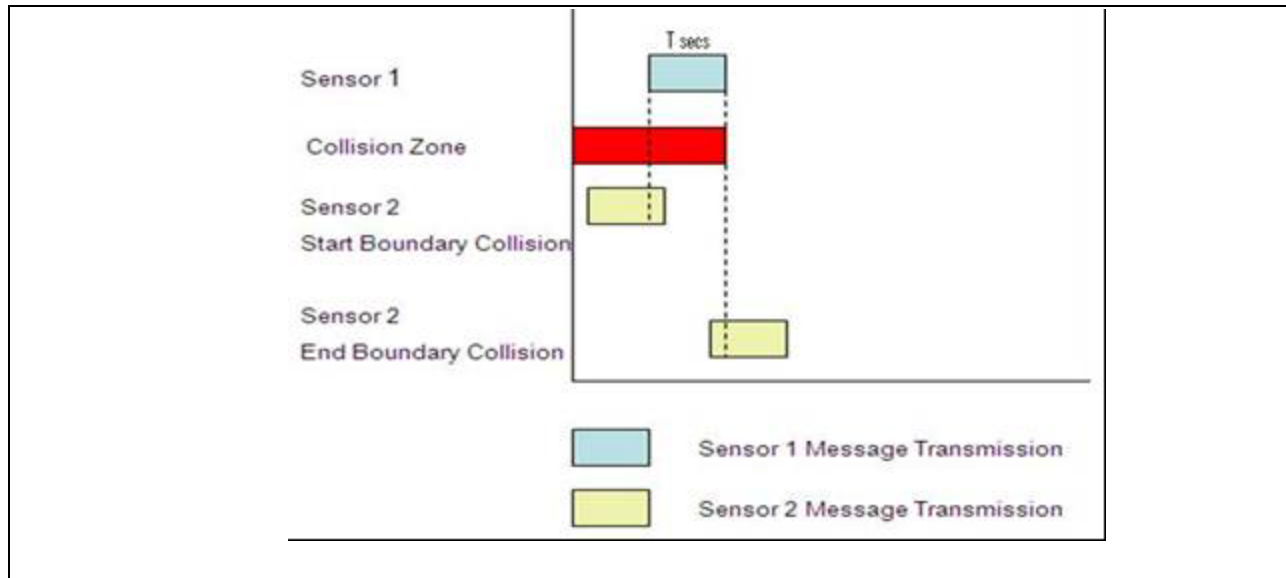 T secs
Sensor 1
Collision Zone
Sensor 2
Start Boundary Collision
Sensor 2
End Boundary Collision
Sensor 1 Message Transmission
Sensor 2 Message Transmission